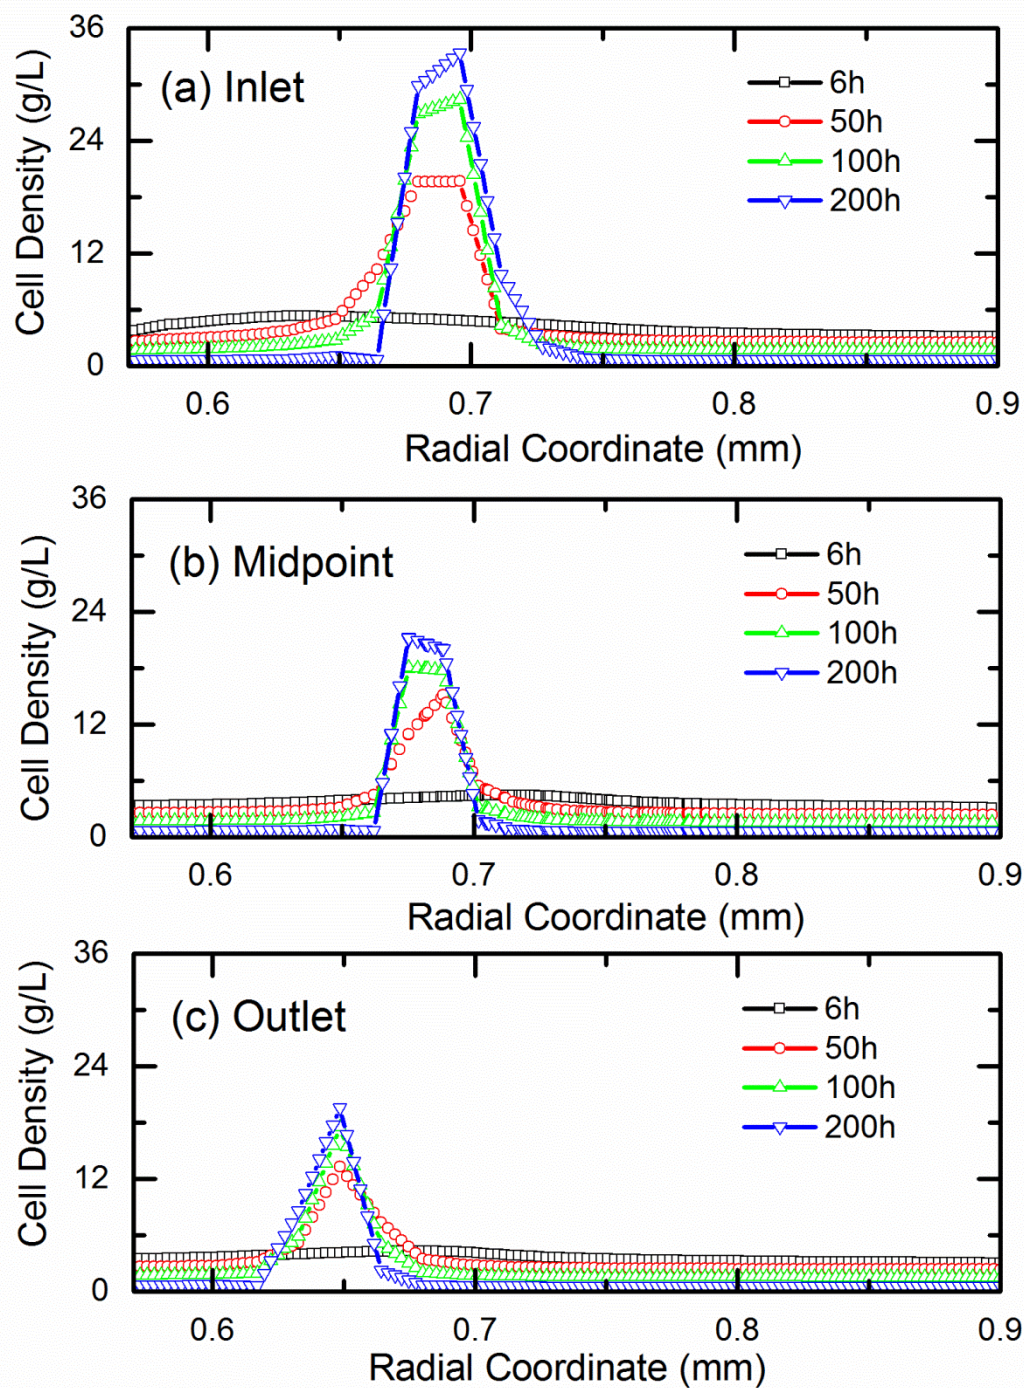 36
24
12
0
Cell Density (g/L)
(a) Inlet
6h
50h
100h
200h
0.6 0.7 0.8 0.9
Radial Coordinate (mm)
36
24
12
0
Cell Density (g/L)
(b) Midpoint
6h
50h
100h
200h
0.6 0.7 0.8 0.9
Radial Coordinate (mm)
36
24
12
0
Cell Density (g/L)
(c) Outlet
6h
50h
100h
200h
0.6 0.7 0.8 0.9
Radial Coordinate (mm)